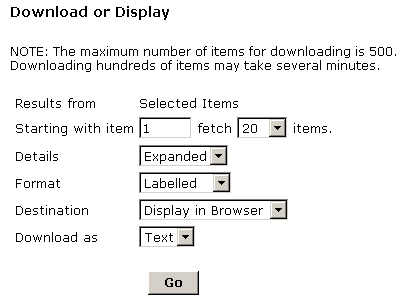 Download or Display
NOTE: The maximum number of items for downloading is 500.
Downloading hundreds of items may take several minutes.
Results from Selected Items
Starting with item 1 fetch 20 items.
Details Expanded
Format Labelled
Destination Display in Browser
Download as Text
Go